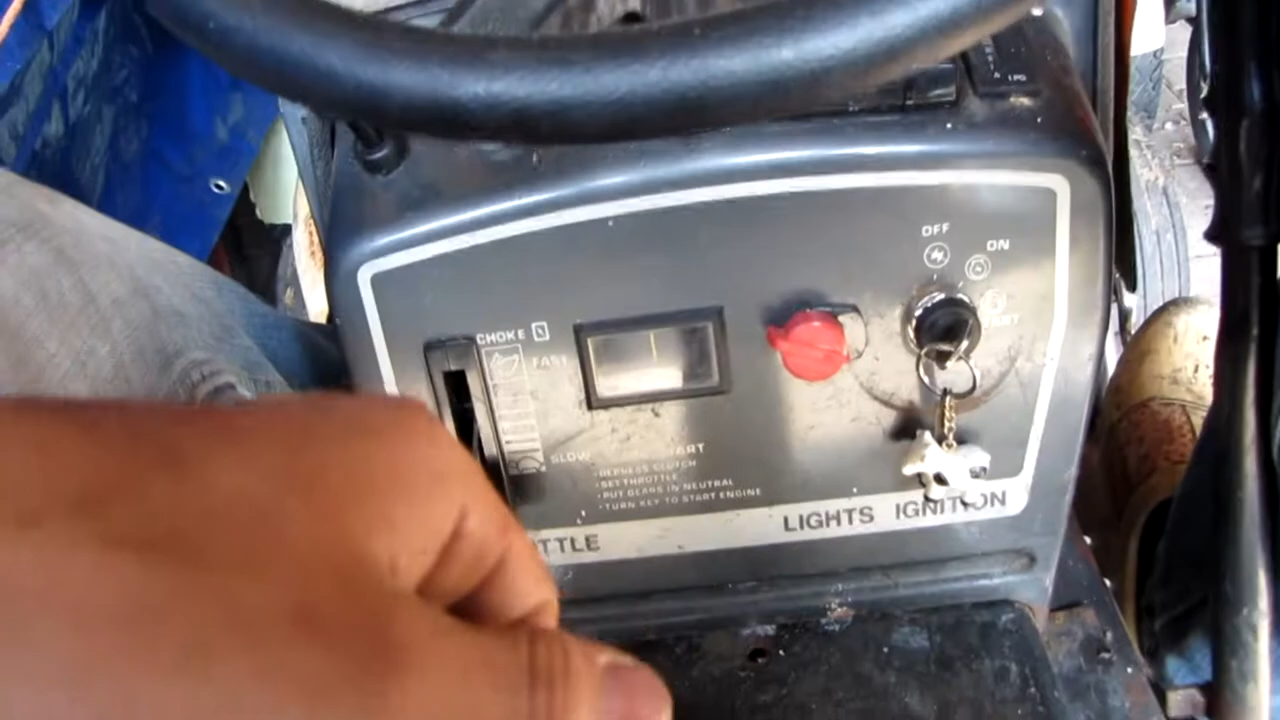 OFF
ON
CHOKE
FAST
SLOW
• DEPRESS CLUTCH
• SET THROTTLE
• PUT GEARS IN NEUTRAL
• TURN KEY TO START ENGINE
LIGHTS IGNITION
TTLE